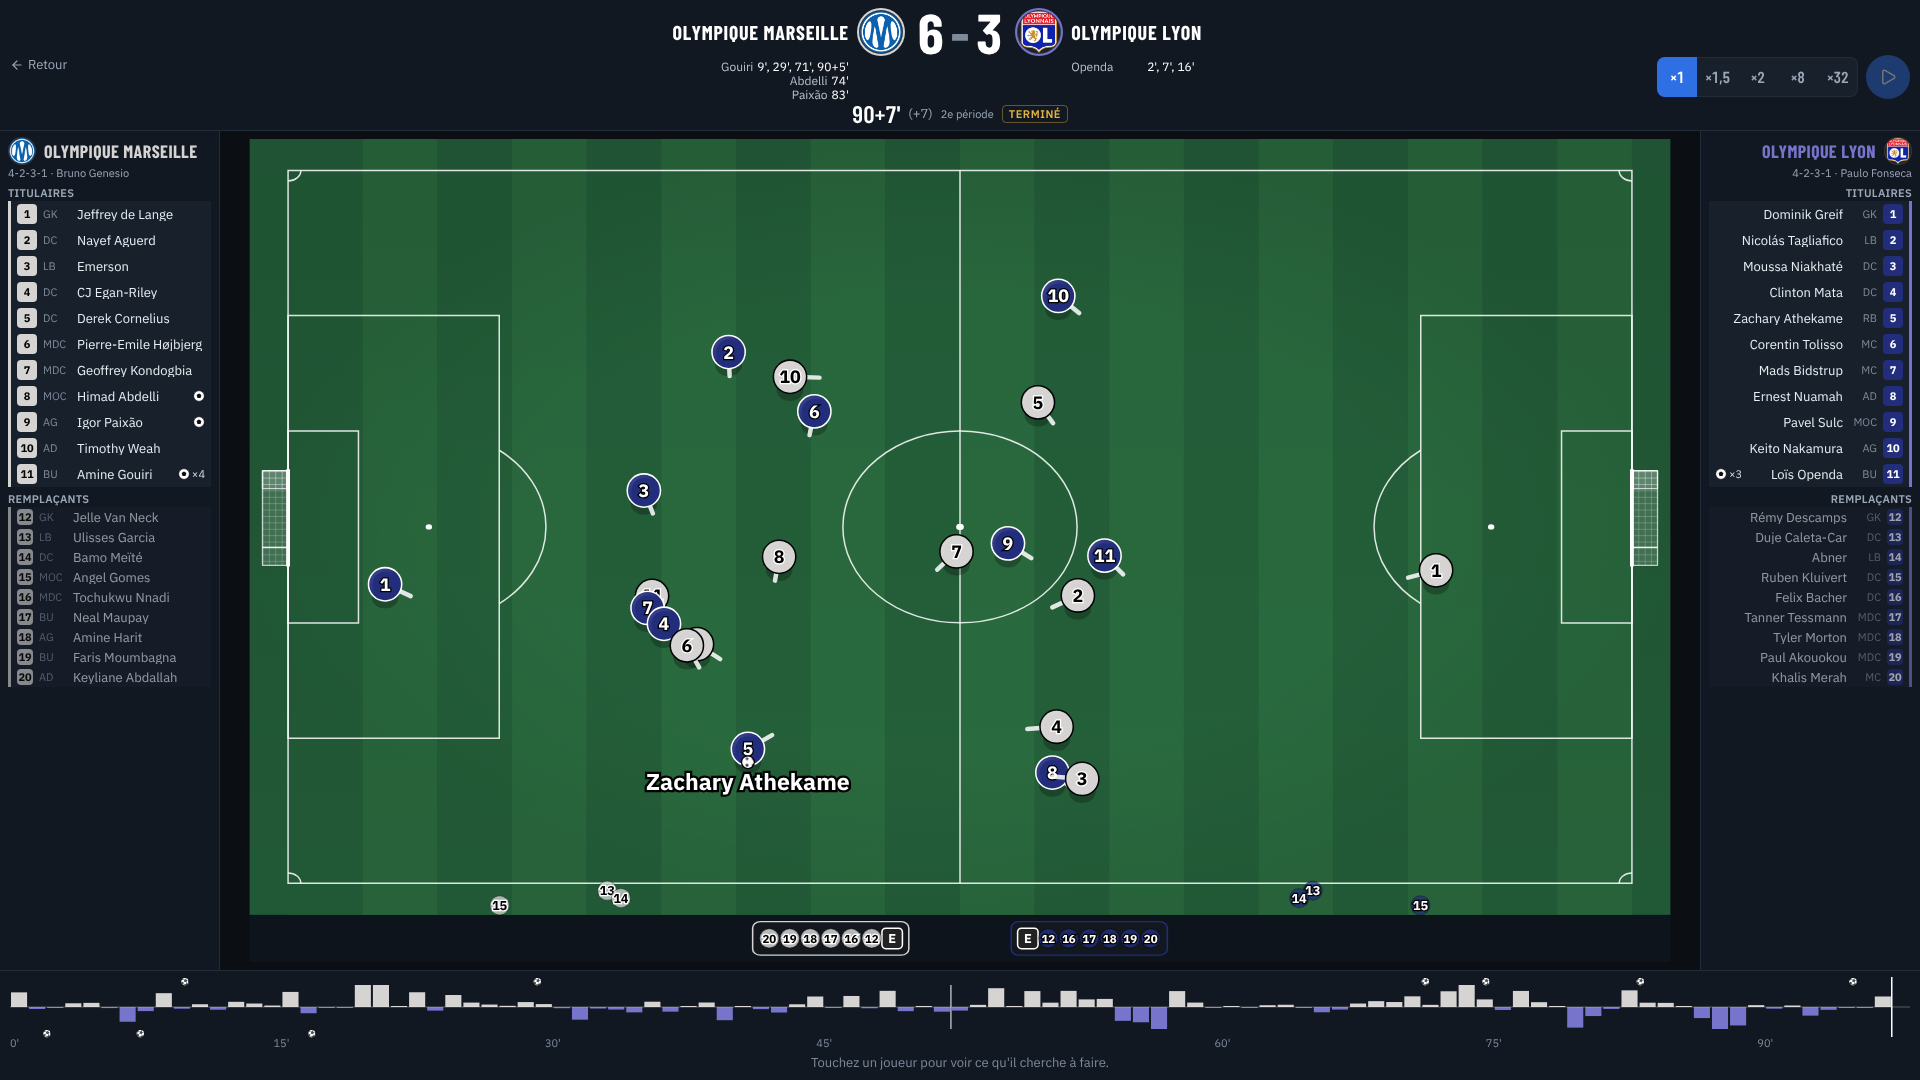 OLYMPIQUE MARSEILLE 6 - 3 OLYMPIQUE LYON
Gouiri 9', 29', 71', 90+5'
Abdelli 74'
Paixão 83'
Openda 2', 7', 16'
90+7' (+7) 2e période TERMINÉ
← Retour
×1 ×1,5 ×2 ×8 ×32
OLYMPIQUE MARSEILLE
4-2-3-1 · Bruno Genesio
TITULAIRES
1 GK Jeffrey de Lange
2 DC Nayef Aguerd
3 LB Emerson
4 DC CJ Egan-Riley
5 DC Derek Cornelius
6 MDC Pierre-Emile Højbjerg
7 MDC Geoffrey Kondogbia
8 MOC Himad Abdelli
9 AG Igor Paixão
10 AD Timothy Weah
11 BU Amine Gouiri ×4
REMPLAÇANTS
12 GK Jelle Van Neck
13 LB Ulisses Garcia
14 DC Bamo Meïté
15 MOC Angel Gomes
16 MDC Tochukwu Nnadi
17 BU Neal Maupay
18 AG Amine Harit
19 BU Faris Moumbagna
20 AD Keyliane Abdallah
10
2
10
5
6
3
9
7
11
8
1
1
2
7
4
6
4
5
8
3
Zachary Athekame
13
14
15
13
14
15
20 19 18 17 16 12 E
E 12 16 17 18 19 20
OLYMPIQUE LYON
4-2-3-1 · Paulo Fonseca
TITULAIRES
Dominik Greif GK 1
Nicolás Tagliafico LB 2
Moussa Niakhaté DC 3
Clinton Mata DC 4
Zachary Athekame RB 5
Corentin Tolisso MC 6
Mads Bidstrup MC 7
Ernest Nuamah AD 8
Pavel Sulc MOC 9
Keito Nakamura AG 10
×3 Loïs Openda BU 11
REMPLAÇANTS
Rémy Descamps GK 12
Duje Caleta-Car DC 13
Abner LB 14
Ruben Kluivert DC 15
Felix Bacher DC 16
Tanner Tessmann MDC 17
Tyler Morton MDC 18
Paul Akouokou MDC 19
Khalis Merah MC 20
0' 15' 30' 45' 60' 75' 90'
Touchez un joueur pour voir ce qu'il cherche à faire.